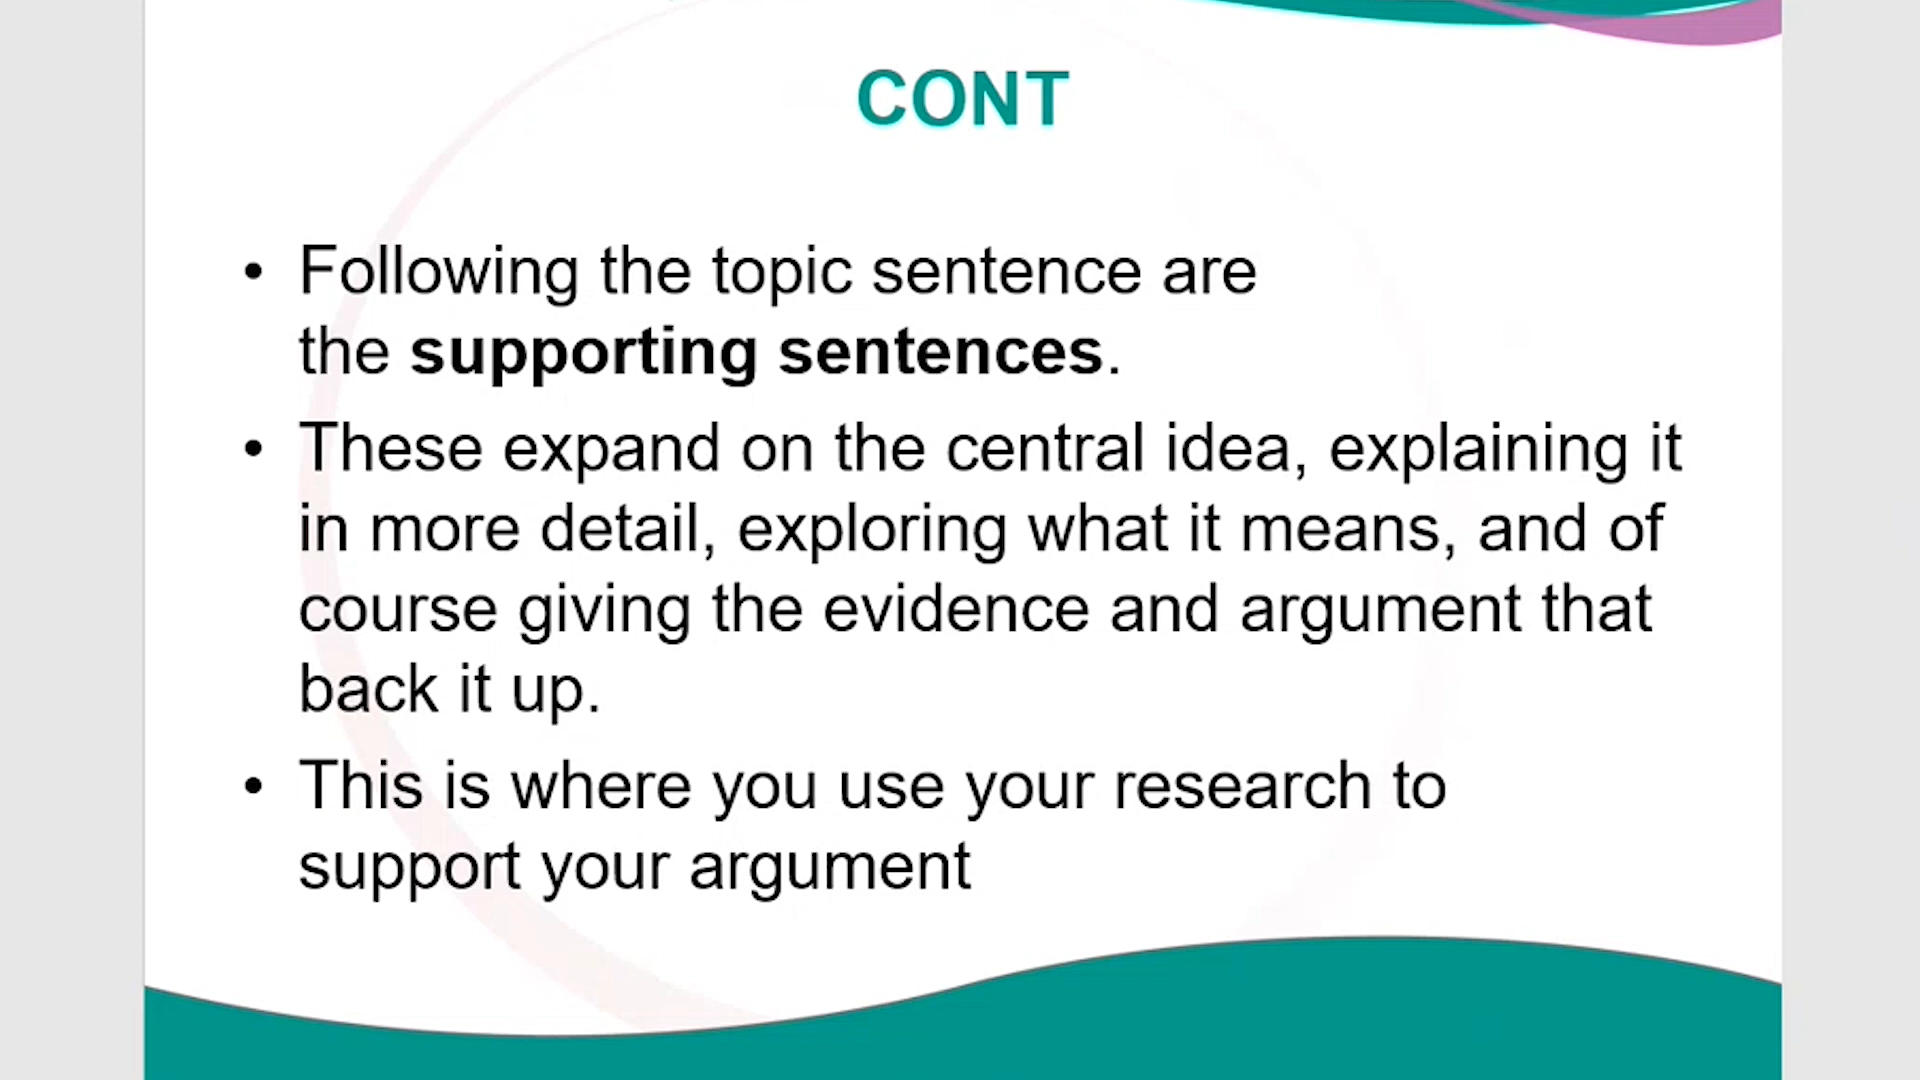 CONT
• Following the topic sentence are
the supporting sentences.
• These expand on the central idea, explaining it
in more detail, exploring what it means, and of
course giving the evidence and argument that
back it up.
• This is where you use your research to
support your argument